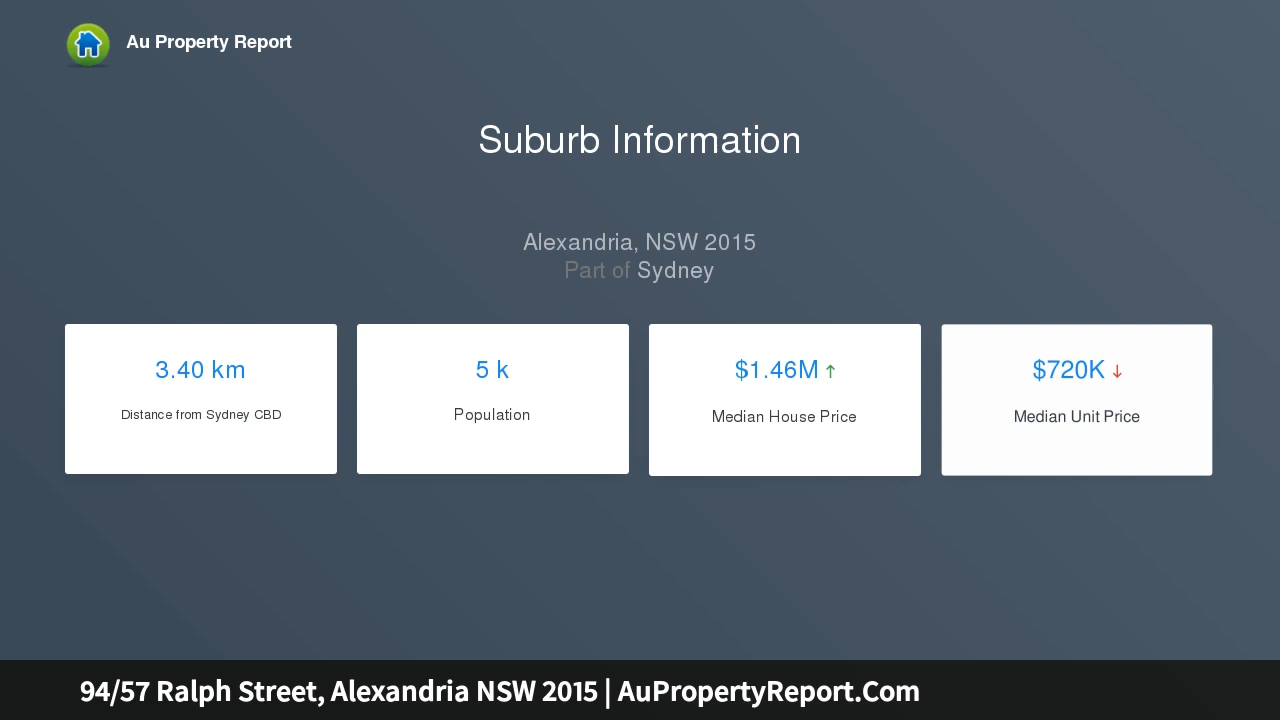 Au Property Report
Suburb Information
Alexandria, NSW 2015
Part of Sydney
3.40 km
Distance from Sydney CBD
5 k
Population
$1.46M ↑
Median House Price
$720K ↓
Median Unit Price
94/57 Ralph Street, Alexandria NSW 2015 | AuPropertyReport.Com